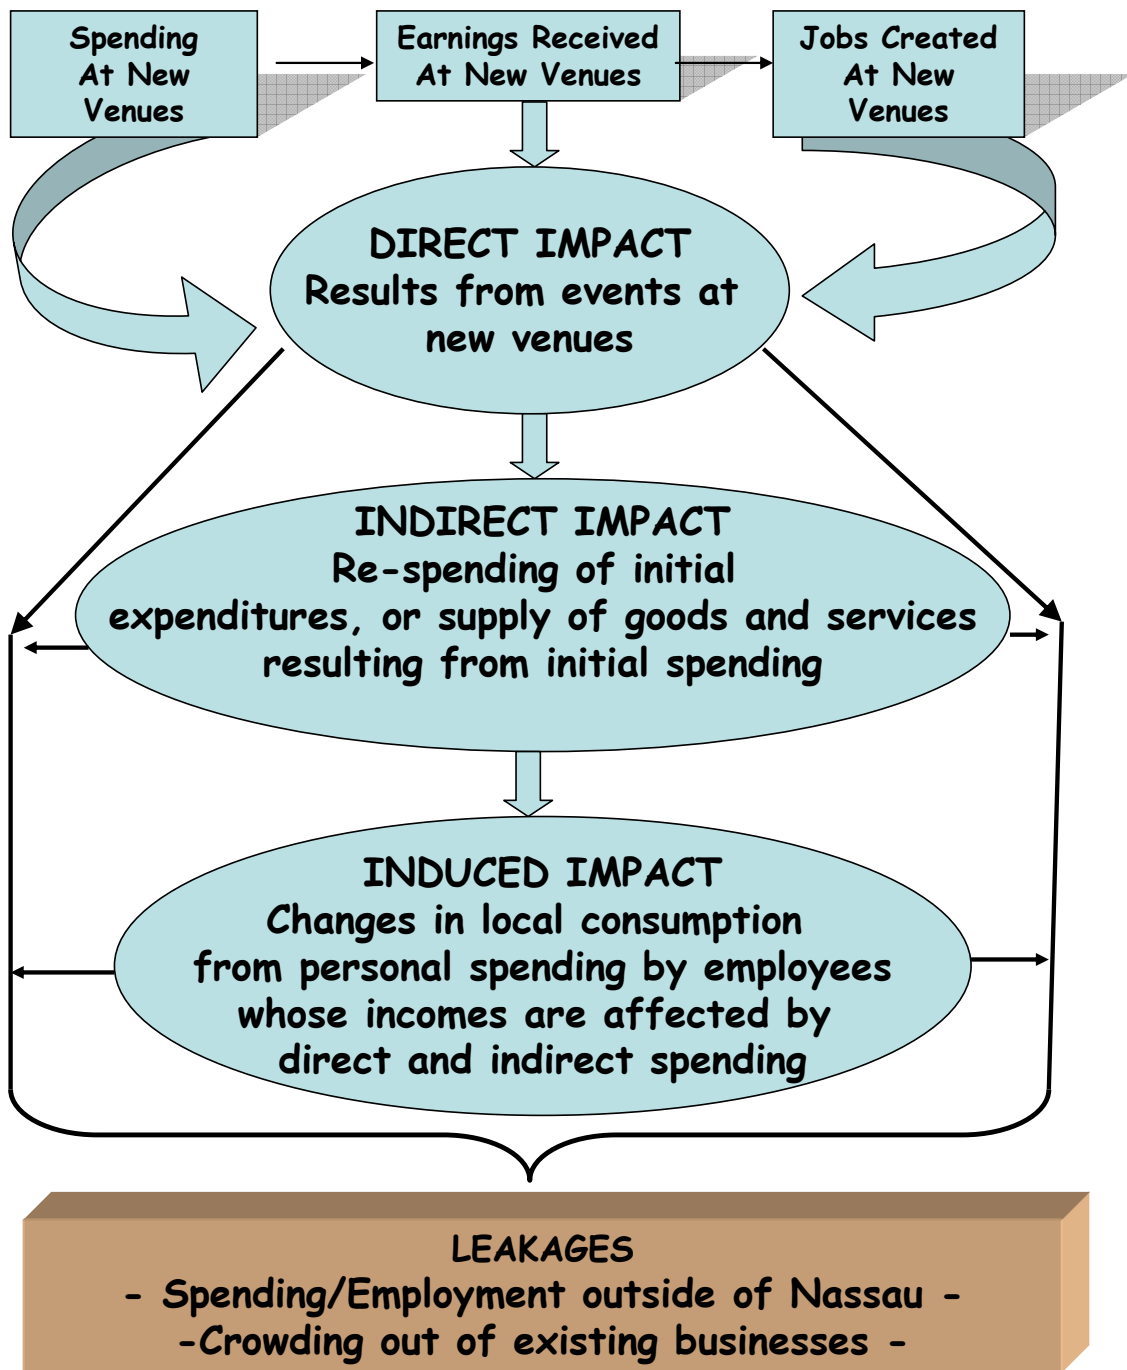 Spending
At New
Venues
Earnings Received
At New Venues
Jobs Created
At New
Venues
DIRECT IMPACT
Results from events at
new venues
INDIRECT IMPACT
Re-spending of initial
expenditures, or supply of goods and services
resulting from initial spending
INDUCED IMPACT
Changes in local consumption
from personal spending by employees
whose incomes are affected by
direct and indirect spending
LEAKAGES
- Spending/Employment outside of Nassau -
-Crowding out of existing businesses -